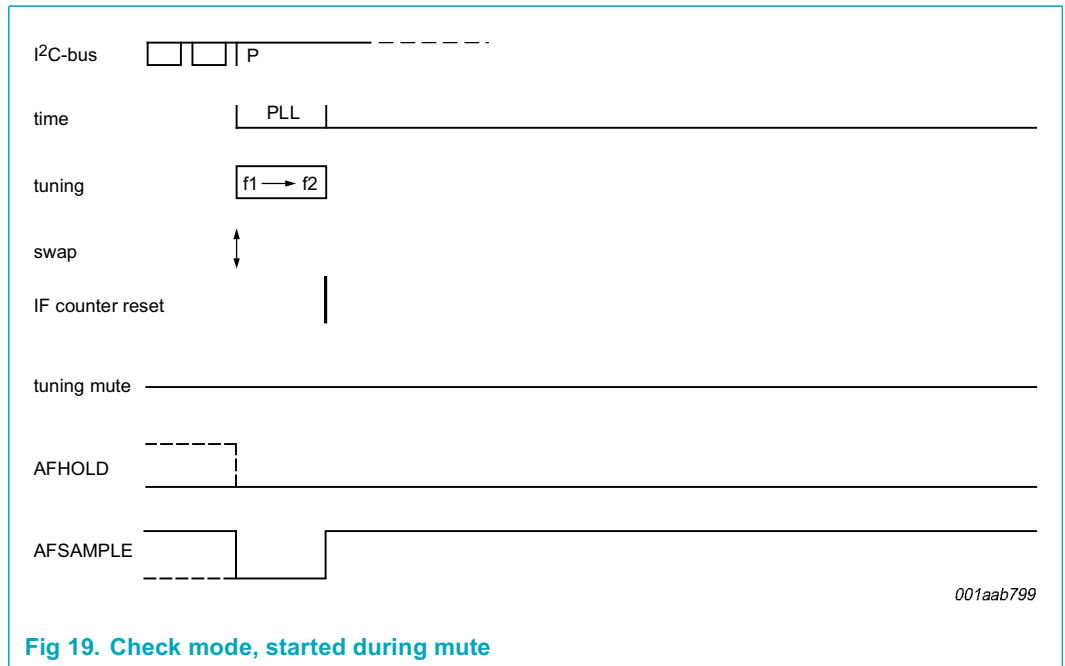 I²C-bus P
time PLL
tuning f1 → f2
swap
IF counter reset
tuning mute
AFHOLD
AFSAMPLE
001aab799
Fig 19. Check mode, started during mute